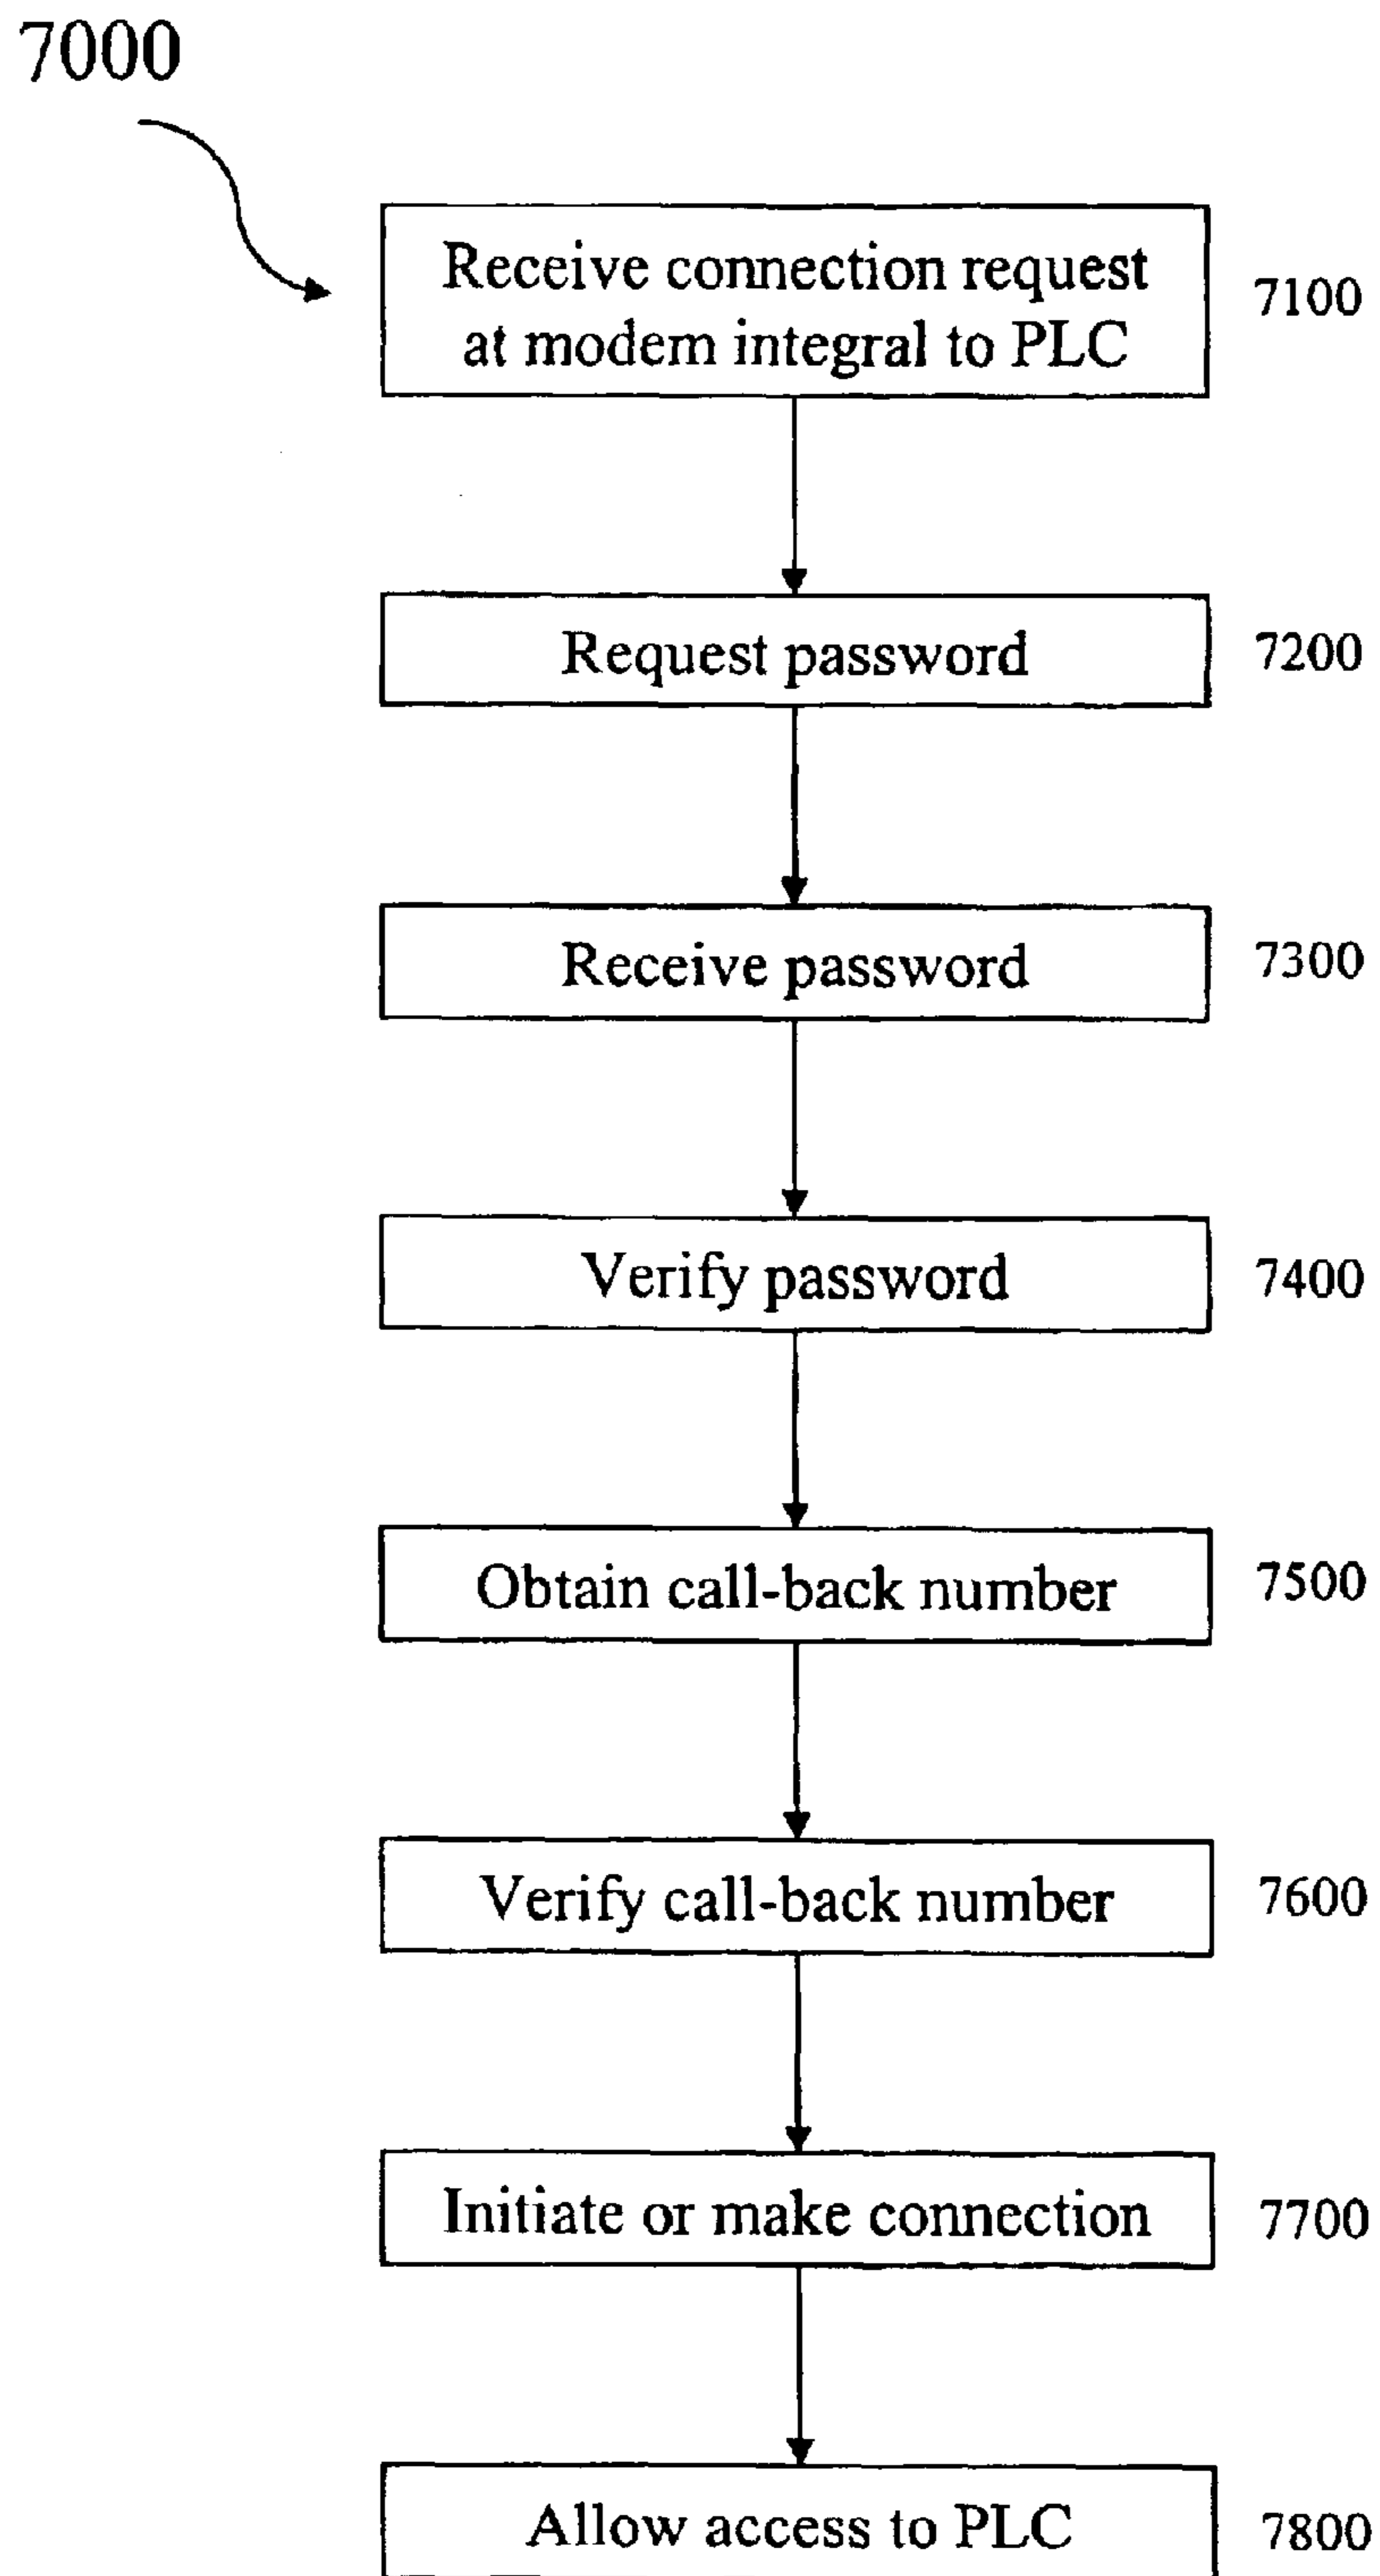 7000
Receive connection request
at modem integral to PLC
7100
Request password
7200
Receive password
7300
Verify password
7400
Obtain call-back number
7500
Verify call-back number
7600
Initiate or make connection
7700
Allow access to PLC
7800